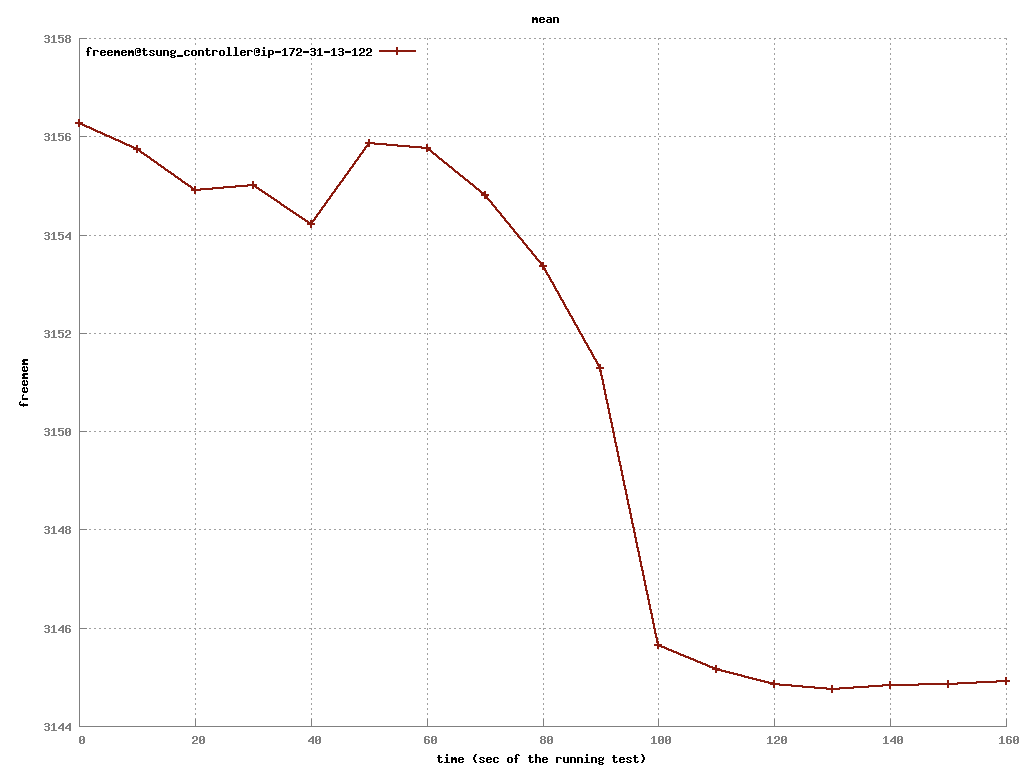 mean
3158
freemem@tsung_controller@ip-172-31-13-122
3156
3154
3152
freemem
3150
3148
3146
3144
0 20 40 60 80 100 120 140 160
time (sec of the running test)